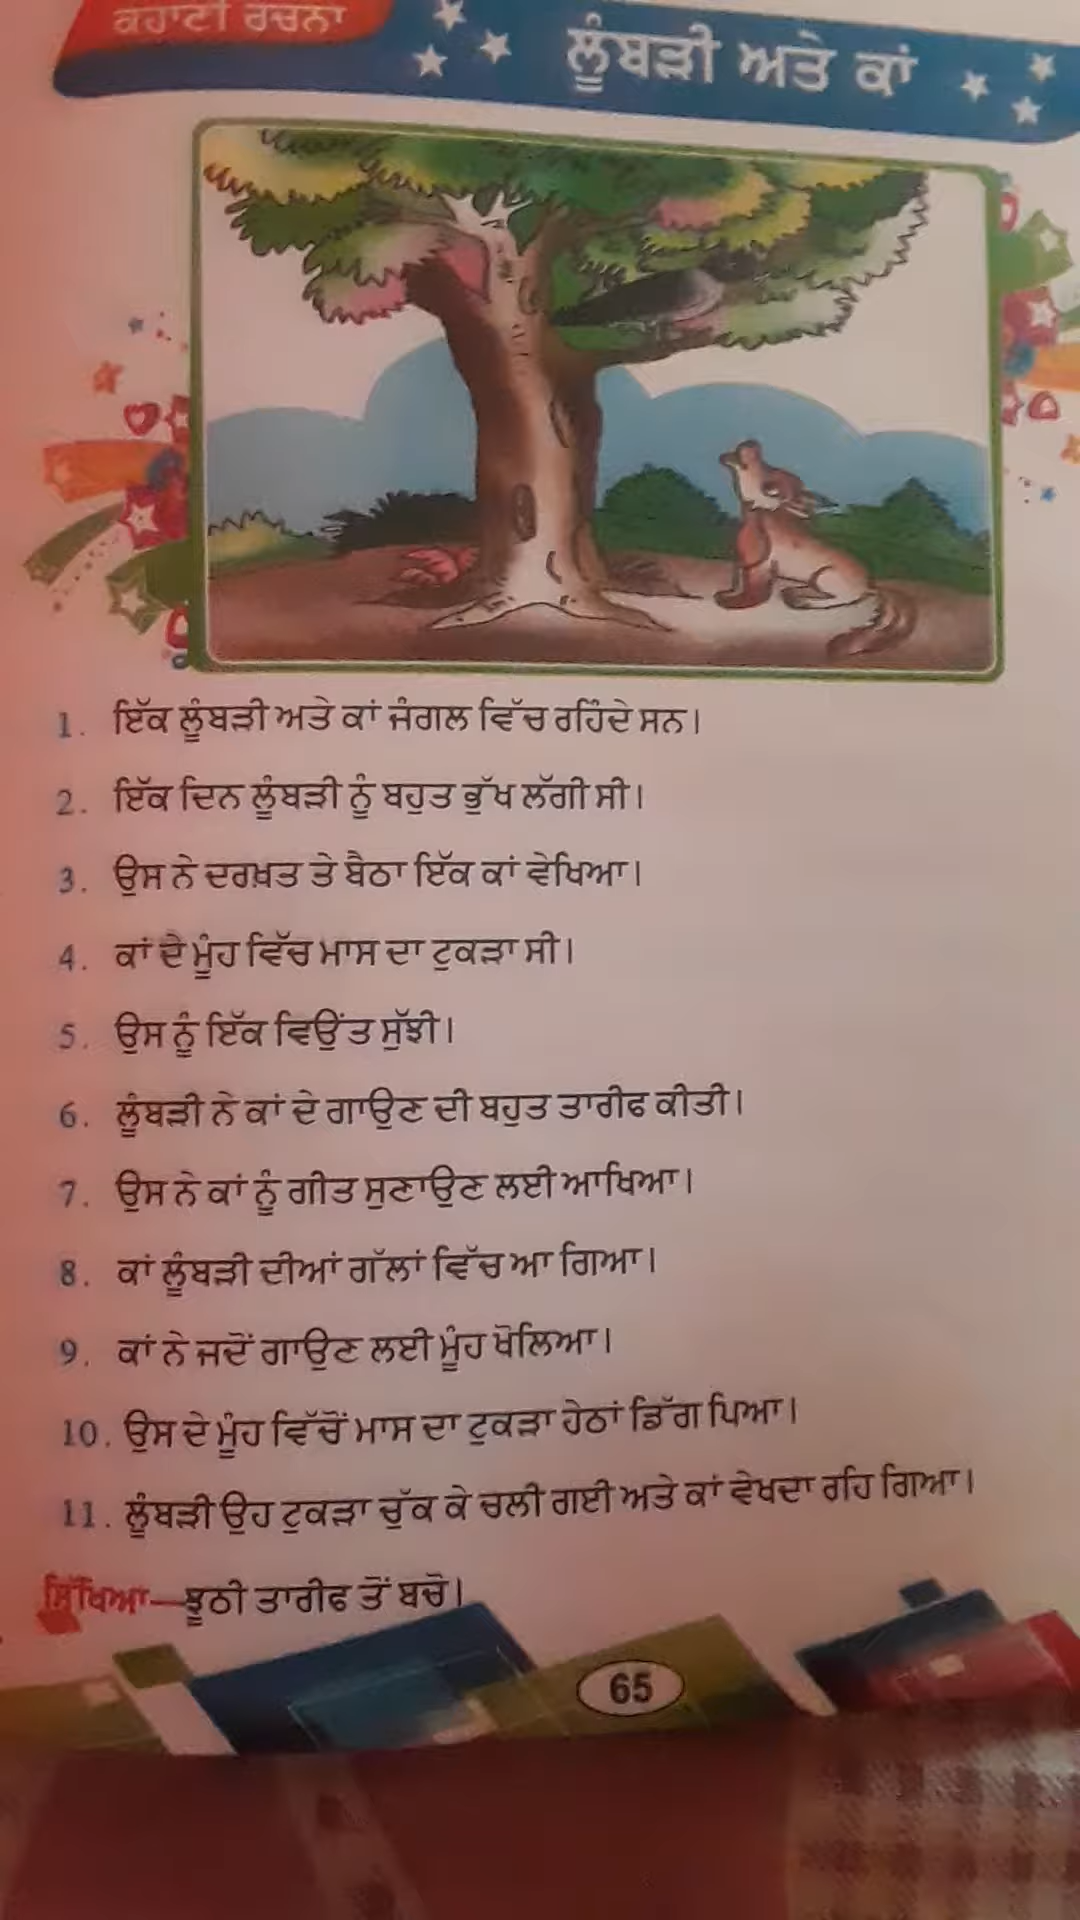 ਕਹਾਣੀ ਰਚਨਾ
ਲੂੰਬੜੀ ਅਤੇ ਕਾਂ
1. ਇੱਕ ਲੂੰਬੜੀ ਅਤੇ ਕਾਂ ਜੰਗਲ ਵਿੱਚ ਰਹਿੰਦੇ ਸਨ।
2. ਇੱਕ ਦਿਨ ਲੂੰਬੜੀ ਨੂੰ ਬਹੁਤ ਭੁੱਖ ਲੱਗੀ ਸੀ।
3. ਉਸ ਨੇ ਦਰਖ਼ਤ ਤੇ ਬੈਠਾ ਇੱਕ ਕਾਂ ਵੇਖਿਆ।
4. ਕਾਂ ਦੇ ਮੂੰਹ ਵਿੱਚ ਮਾਸ ਦਾ ਟੁਕੜਾ ਸੀ।
5. ਉਸ ਨੂੰ ਇੱਕ ਵਿਉਂਤ ਸੁੱਝੀ।
6. ਲੂੰਬੜੀ ਨੇ ਕਾਂ ਦੇ ਗਾਉਣ ਦੀ ਬਹੁਤ ਤਾਰੀਫ ਕੀਤੀ।
7. ਉਸ ਨੇ ਕਾਂ ਨੂੰ ਗੀਤ ਸੁਣਾਉਣ ਲਈ ਆਖਿਆ।
8. ਕਾਂ ਲੂੰਬੜੀ ਦੀਆਂ ਗੱਲਾਂ ਵਿੱਚ ਆ ਗਿਆ।
9. ਕਾਂ ਨੇ ਜਦੋਂ ਗਾਉਣ ਲਈ ਮੂੰਹ ਖੋਲਿਆ।
10. ਉਸ ਦੇ ਮੂੰਹ ਵਿੱਚੋਂ ਮਾਸ ਦਾ ਟੁਕੜਾ ਹੇਠਾਂ ਡਿੱਗ ਪਿਆ।
11. ਲੂੰਬੜੀ ਉਹ ਟੁਕੜਾ ਚੁੱਕ ਕੇ ਚਲੀ ਗਈ ਅਤੇ ਕਾਂ ਵੇਖਦਾ ਰਹਿ ਗਿਆ।
ਸਿੱਖਿਆ—ਝੂਠੀ ਤਾਰੀਫ ਤੋਂ ਬਚੋ।
65